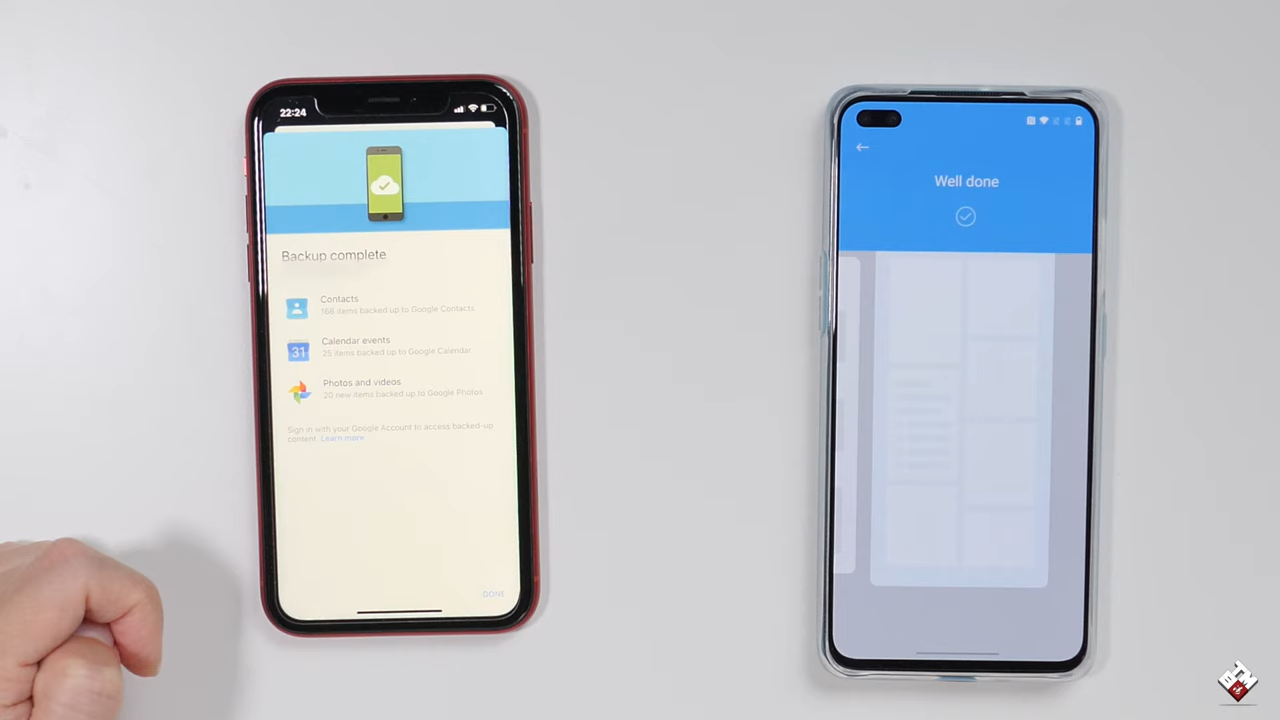 22:24
Backup complete
Contacts
168 items backed up to Google Contacts
Calendar events
31
25 items backed up to Google Calendar
Photos and videos
20 new items backed up to Google Photos
Sign in with your Google Account to access backed-up
content. Learn more
DONE
Well done